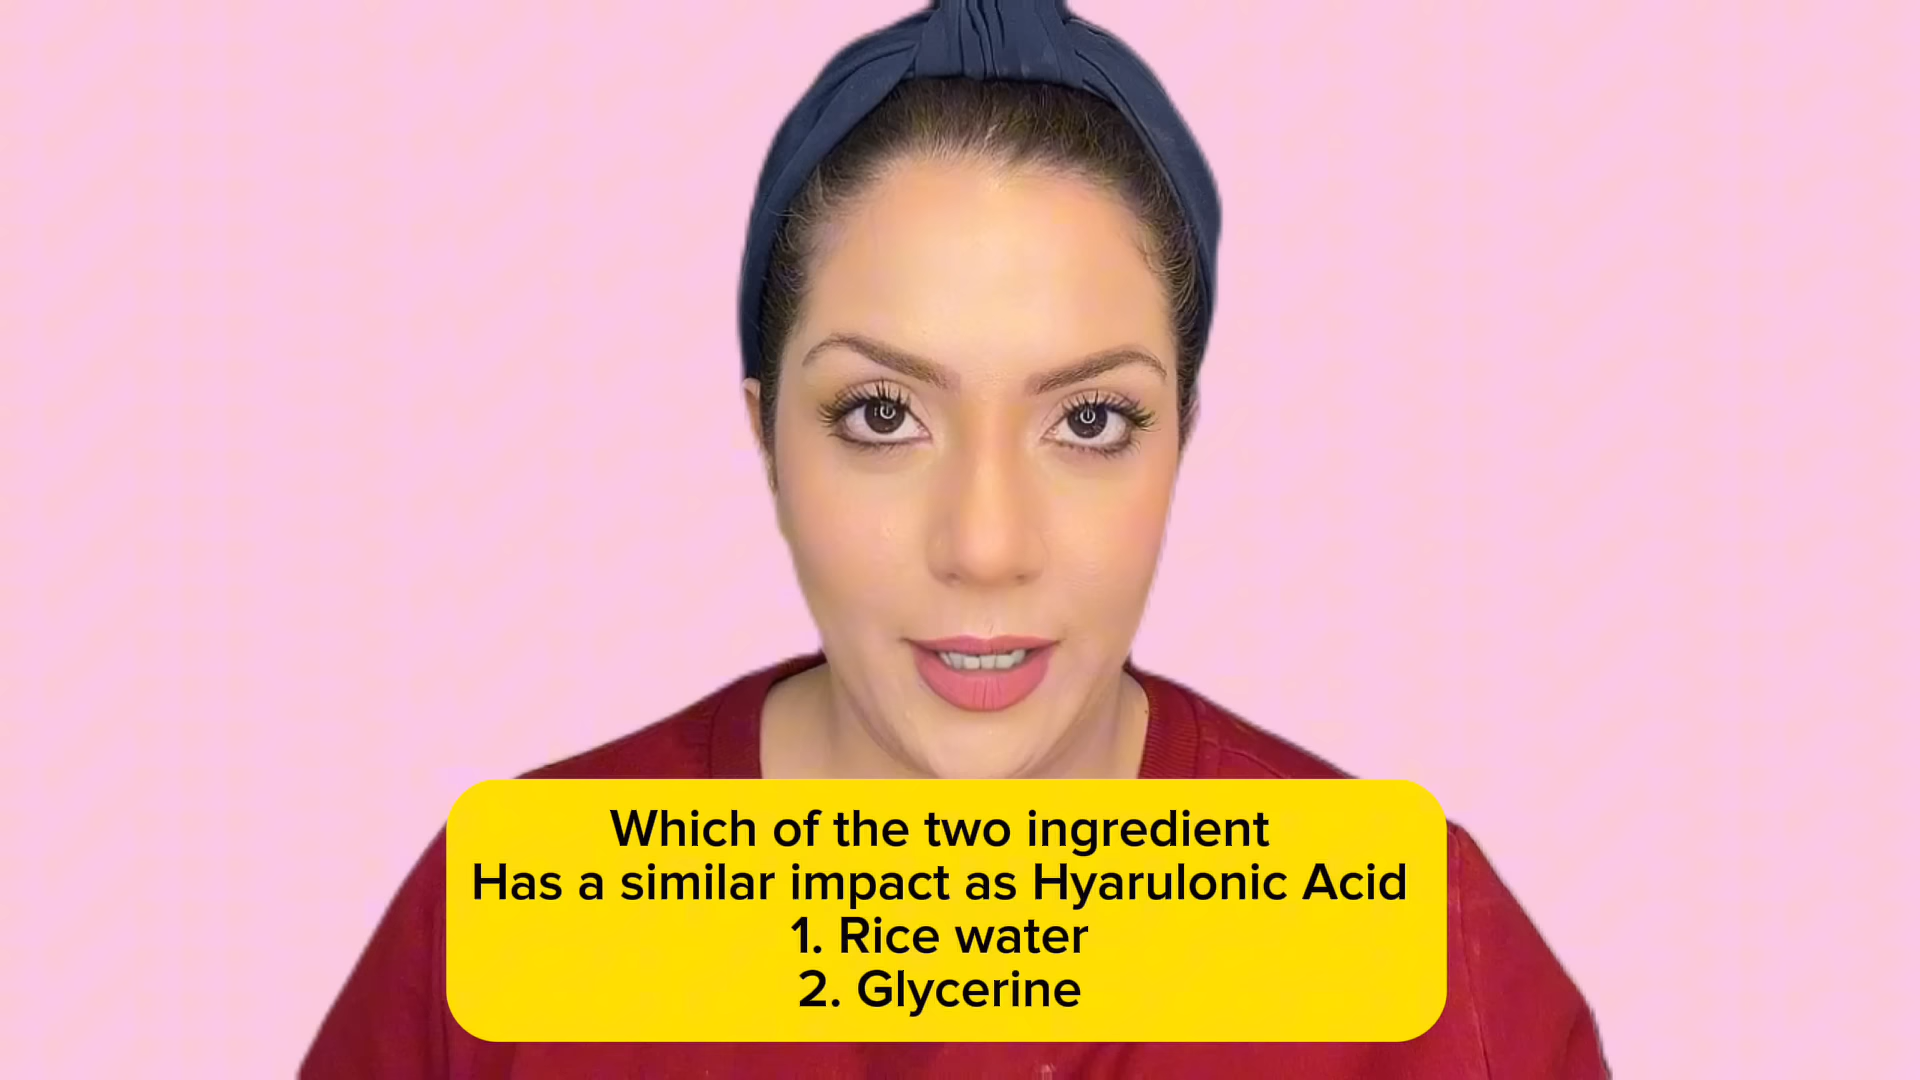 Which of the two ingredient
Has a similar impact as Hyarulonic Acid
1. Rice water
2. Glycerine